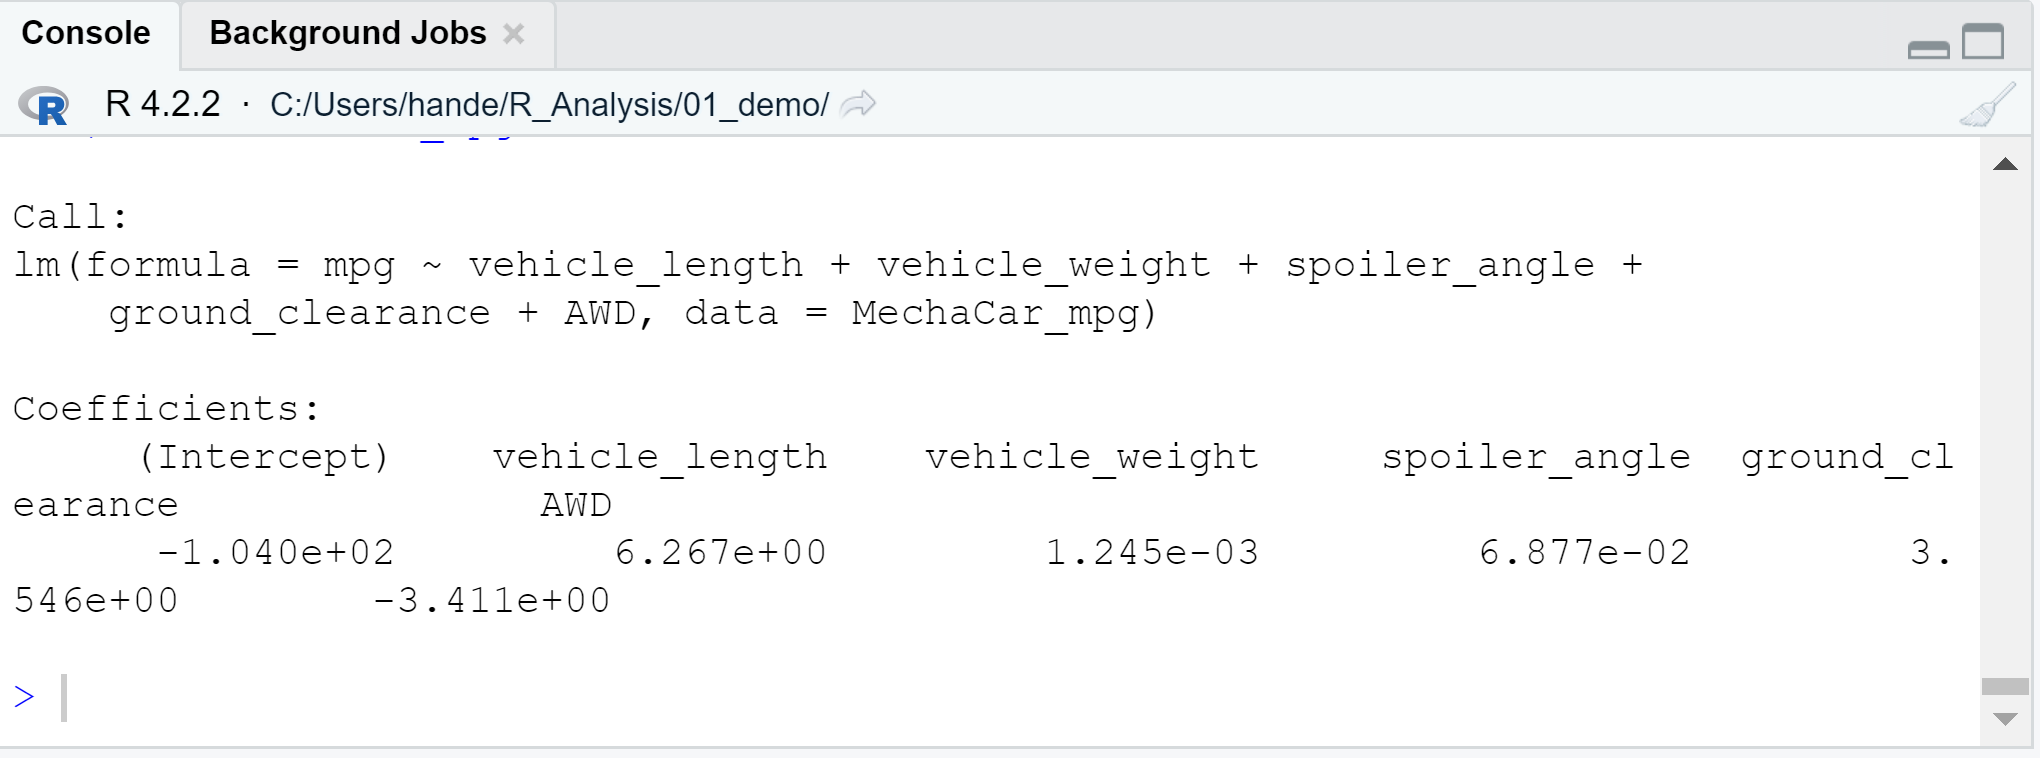 Console Background Jobs
R 4.2.2 · C:/Users/hande/R_Analysis/01_demo/
Call:
lm(formula = mpg ~ vehicle_length + vehicle_weight + spoiler_angle +
    ground_clearance + AWD, data = MechaCar_mpg)
Coefficients:
     (Intercept)    vehicle_length    vehicle_weight     spoiler_angle  ground_cl
earance               AWD
      -1.040e+02         6.267e+00         1.245e-03         6.877e-02         3.
546e+00        -3.411e+00
>